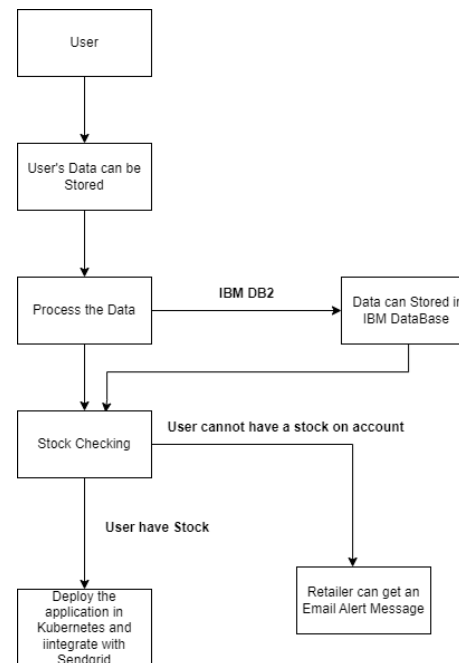 User
User's Data can be
Stored
Process the Data
IBM DB2
Data can Stored in
IBM DataBase
Stock Checking
User cannot have a stock on account
User have Stock
Deploy the
application in
Kubernetes and
iintegrate with
Sendgrid
Retailer can get an
Email Alert Message